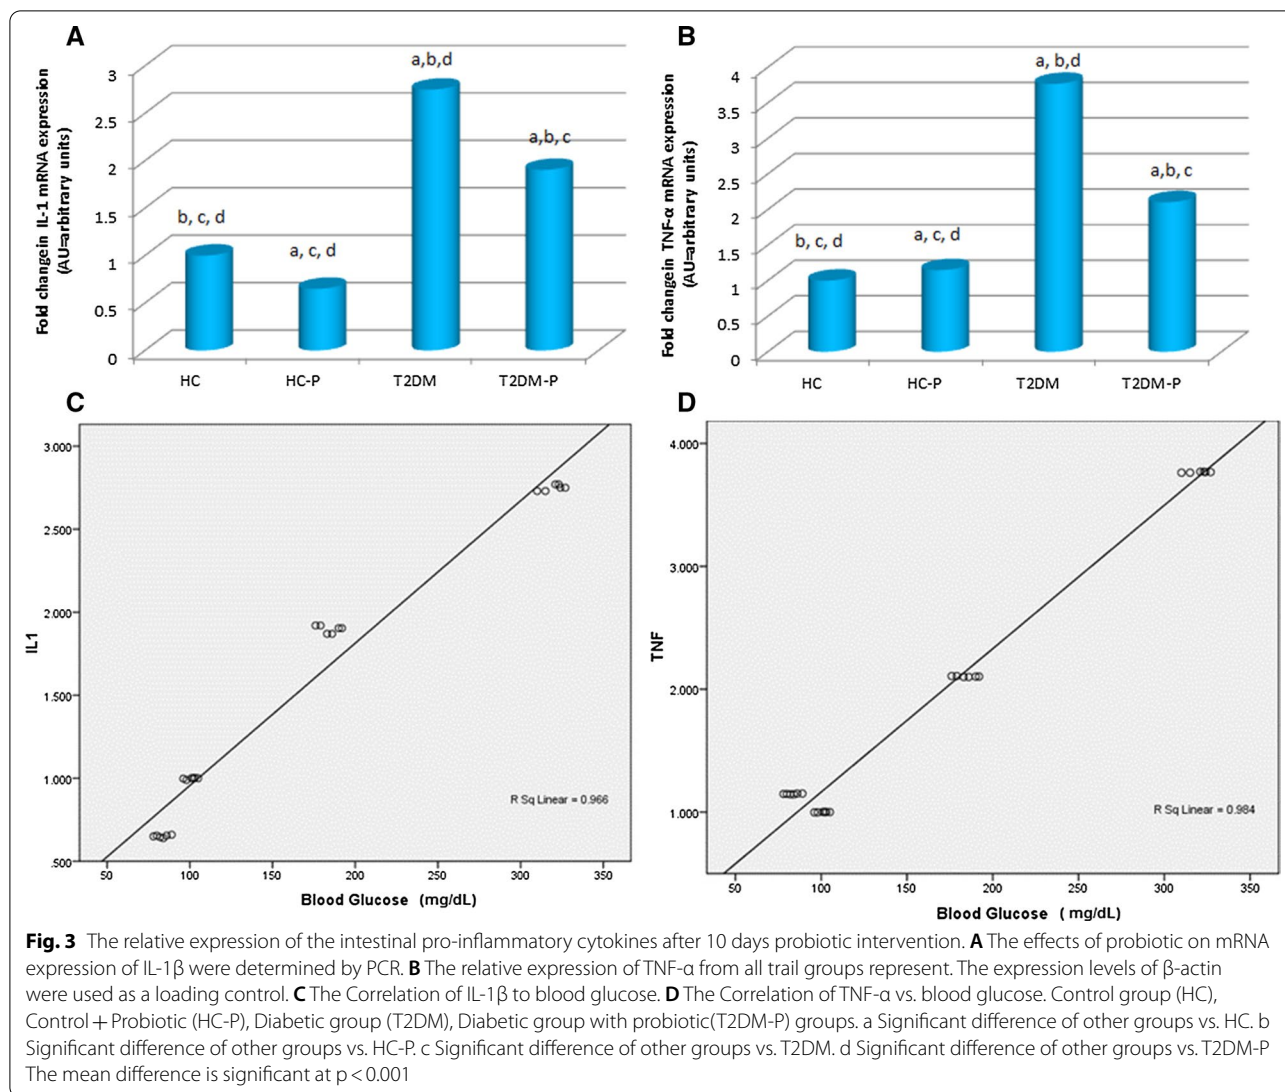 A
Fold changein IL-1 mRNA expression
(AU=arbitrary units)
3
2.5
2
1.5
1
0.5
0
b, c, d
a, c, d
a,b,d
a,b, c
HC
HC-P
T2DM
T2DM-P
B
Fold changein TNF-α mRNA expression
(AU=arbitrary units)
4
3.5
3
2.5
2
1.5
1
0.5
0
b, c, d
a, c, d
a, b,d
a,b, c
HC
HC-P
T2DM
T2DM-P
C
IL1
3.000
2.500
2.000
1.500
1.000
.500
R Sq Linear = 0.966
50
100
150
200
250
300
350
Blood Glucose (mg/dL)
D
TNF
4.000
3.000
2.000
1.000
R Sq Linear = 0.984
50
100
150
200
250
300
350
Blood Glucose ( mg/dL)
Fig. 3 The relative expression of the intestinal pro-inflammatory cytokines after 10 days probiotic intervention. A The effects of probiotic on mRNA
expression of IL-1β were determined by PCR. B The relative expression of TNF-α from all trail groups represent. The expression levels of β-actin
were used as a loading control. C The Correlation of IL-1β to blood glucose. D The Correlation of TNF-α vs. blood glucose. Control group (HC),
Control + Probiotic (HC-P), Diabetic group (T2DM), Diabetic group with probiotic(T2DM-P) groups. a Significant difference of other groups vs. HC. b
Significant difference of other groups vs. HC-P. c Significant difference of other groups vs. T2DM. d Significant difference of other groups vs. T2DM-P
The mean difference is significant at p < 0.001